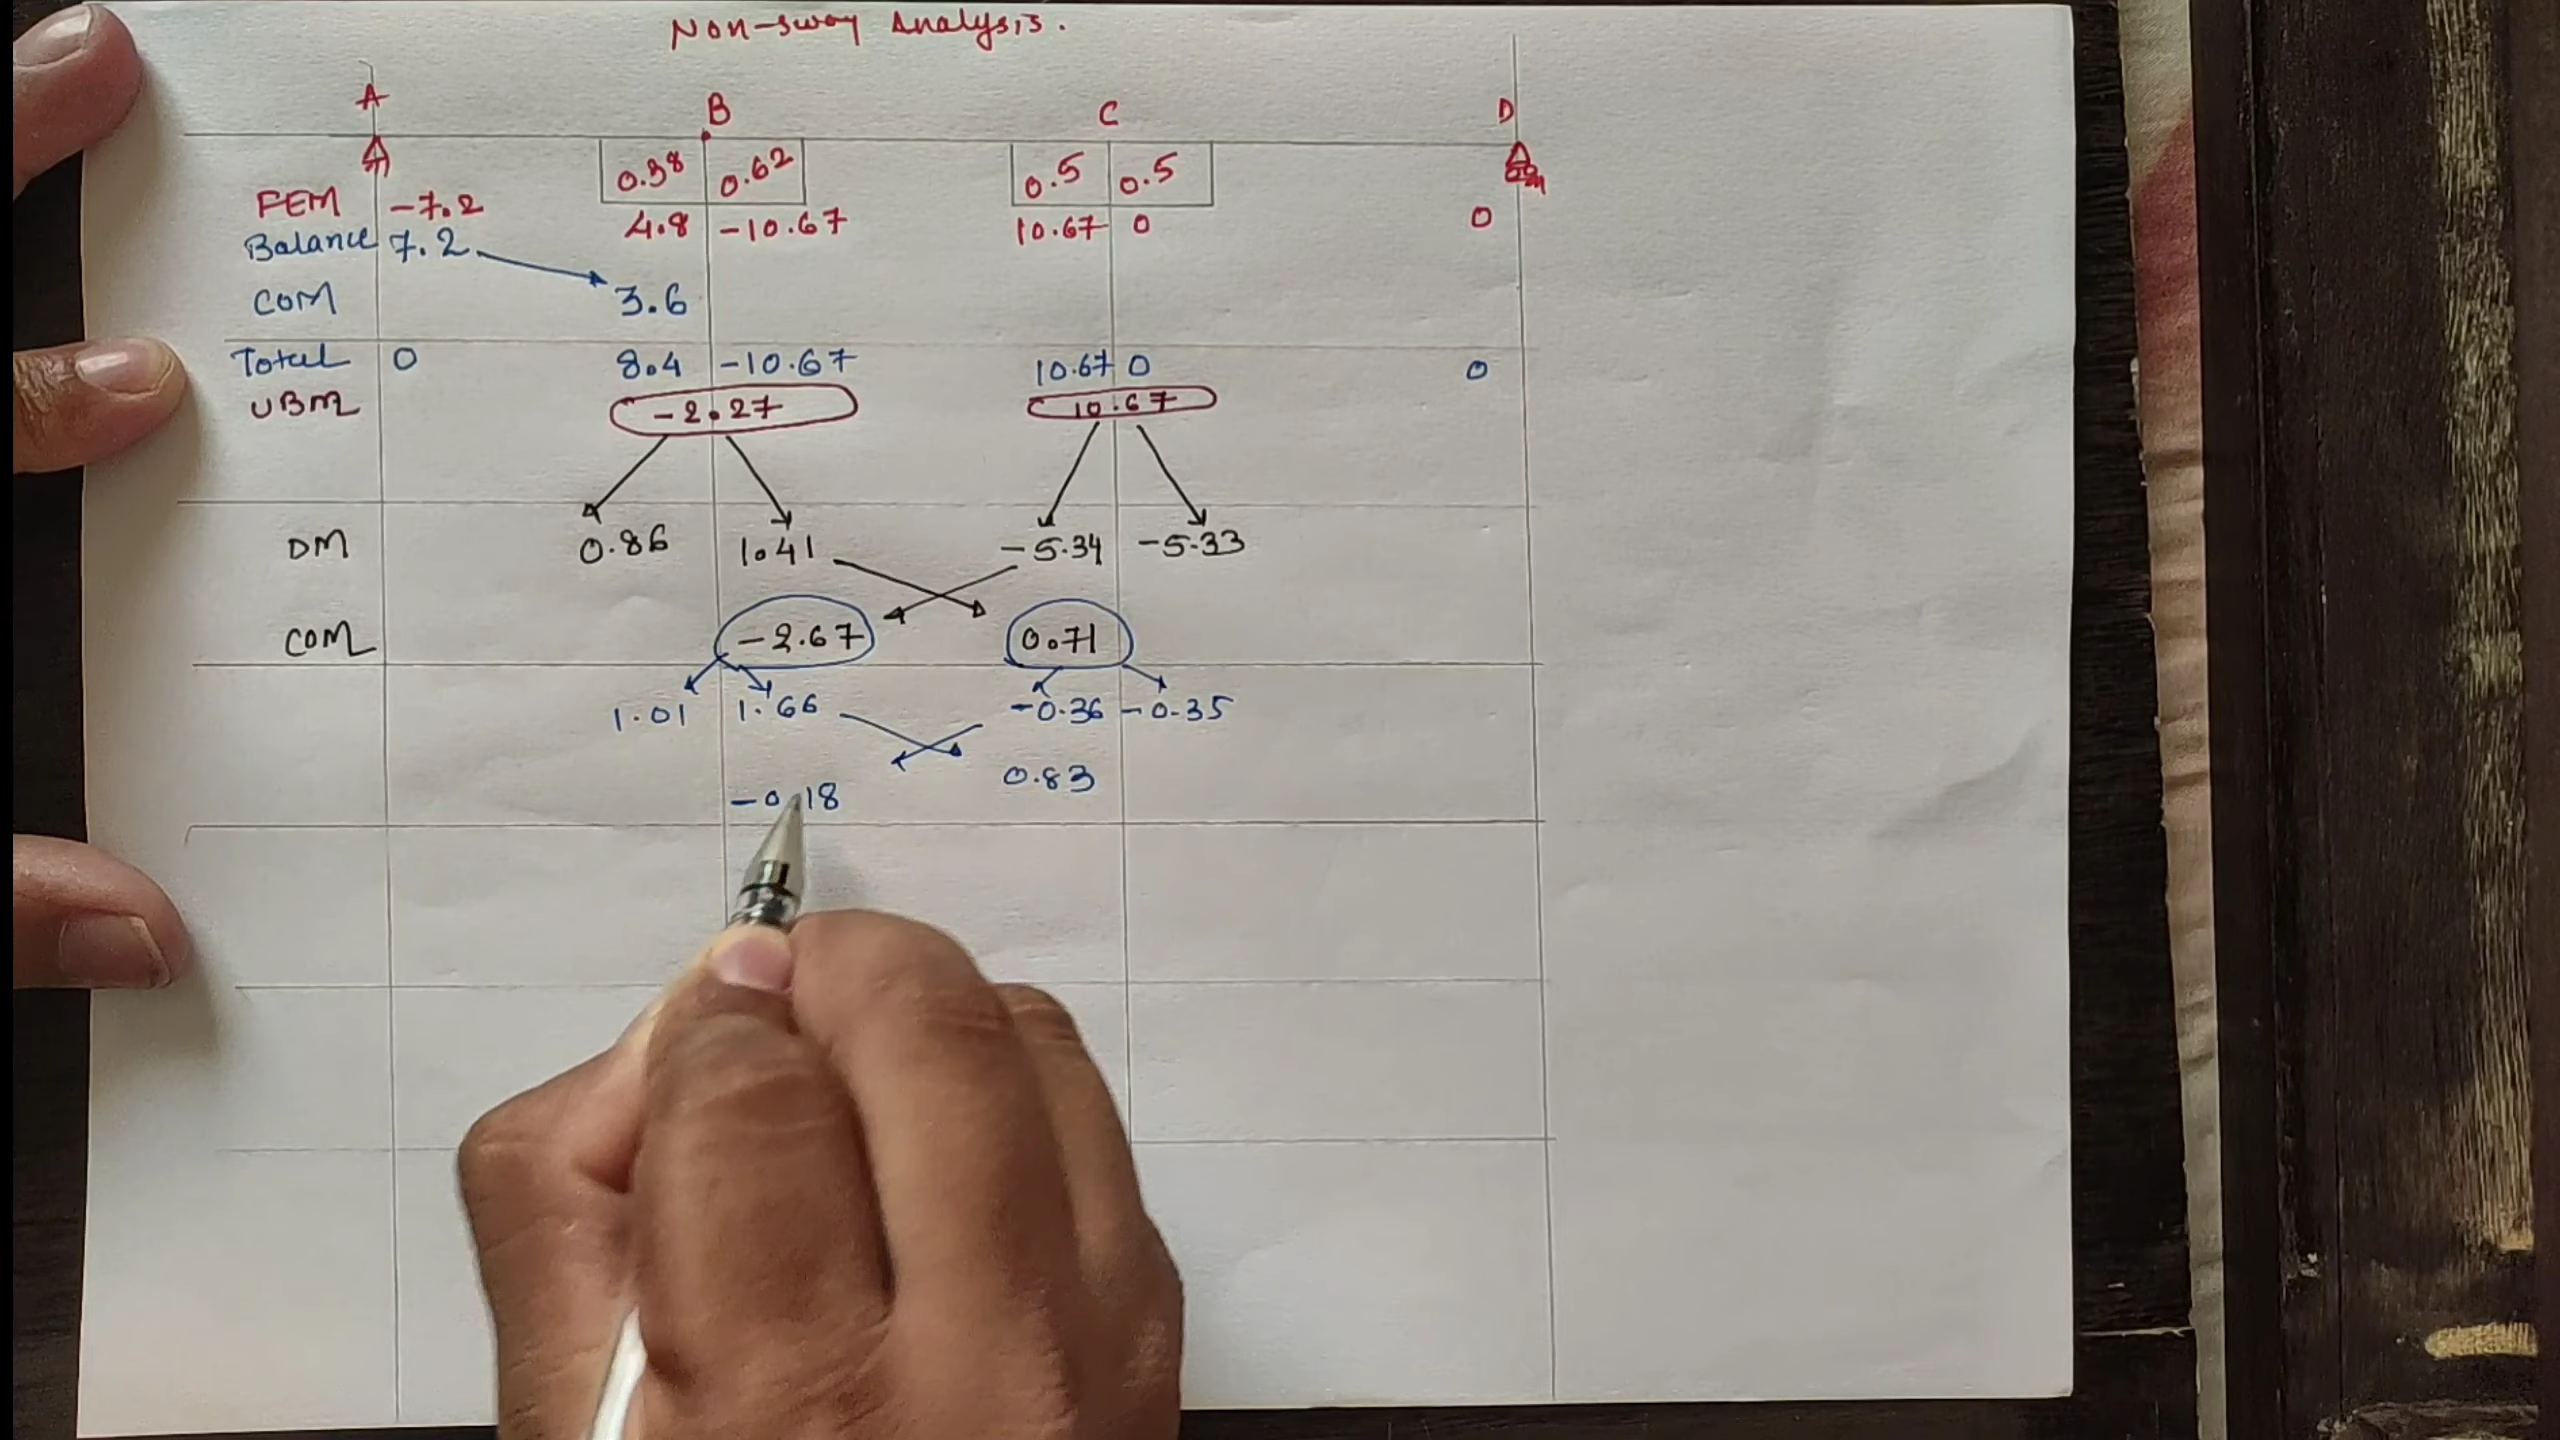 Non-sway Analysis.
A B C D
0.38 0.62 0.5 0.5
FEM -7.2 4.8 -10.67 10.67 0 0
Balance 7.2
COM 3.6
Total 0 8.4 -10.67 10.67 0 0
UBM -2.27 10.67
DM 0.86 1.41 -5.34 -5.33
COM -2.67 0.71
1.01 1.66 -0.36 -0.35
-0.18 0.83